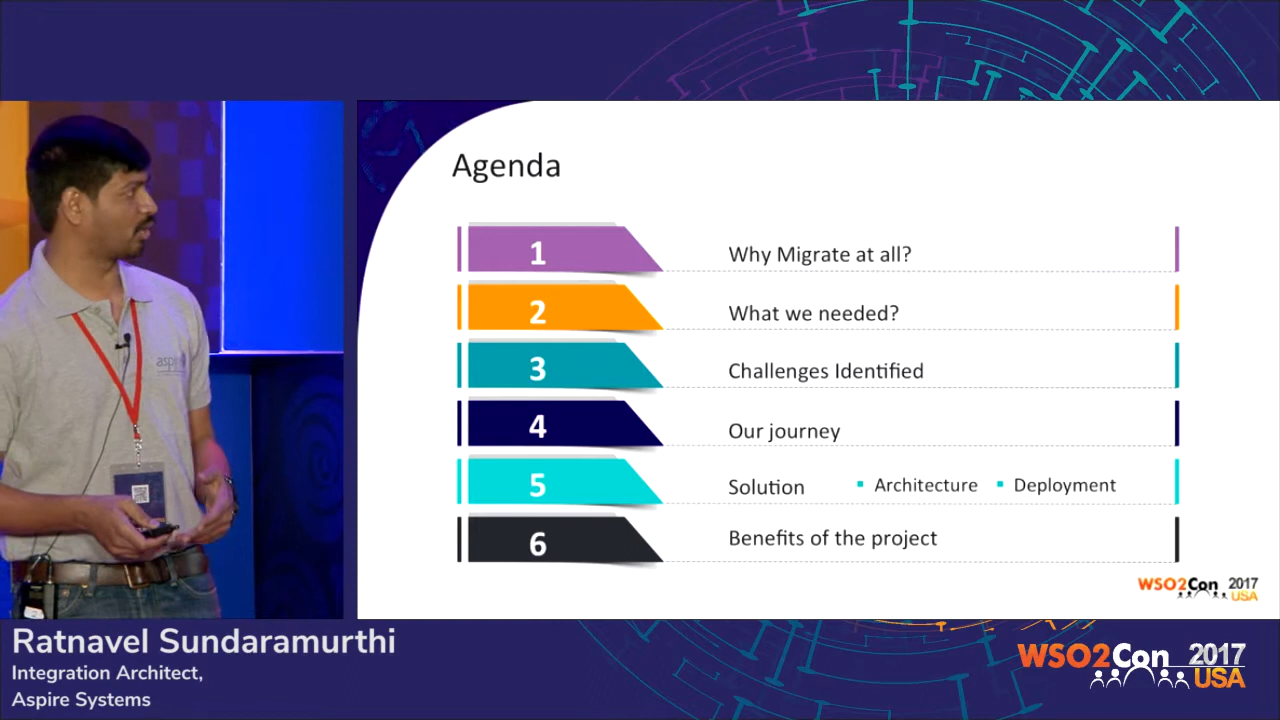 Agenda
1 Why Migrate at all?
2 What we needed?
3 Challenges Identified
4 Our journey
5 Solution ▪ Architecture ▪ Deployment
6 Benefits of the project
WSO2Con 2017
USA
aspire
Ratnavel Sundaramurthi
Integration Architect,
Aspire Systems
WSO2Con 2017
USA